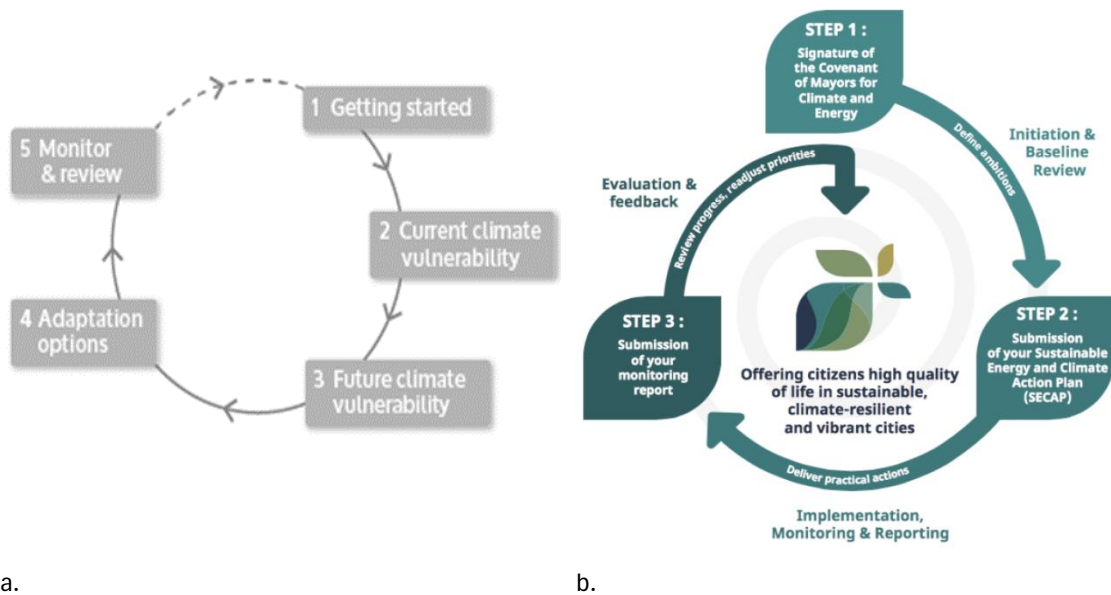 1 Getting started
2 Current climate
vulnerability
3 Future climate
vulnerability
4 Adaptation
options
5 Monitor
& review
a.
STEP 1 :
Signature of
the Covenant
of Mayors for
Climate and
Energy
Define ambitions
Initiation &
Baseline
Review
STEP 2 :
Submission
of your Sustainable
Energy and Climate
Action Plan
(SECAP)
Deliver practical actions
Implementation,
Monitoring & Reporting
STEP 3 :
Submission
of your
monitoring
report
Review progress, readjust priorities
Evaluation &
feedback
Offering citizens high quality
of life in sustainable,
climate-resilient
and vibrant cities
b.